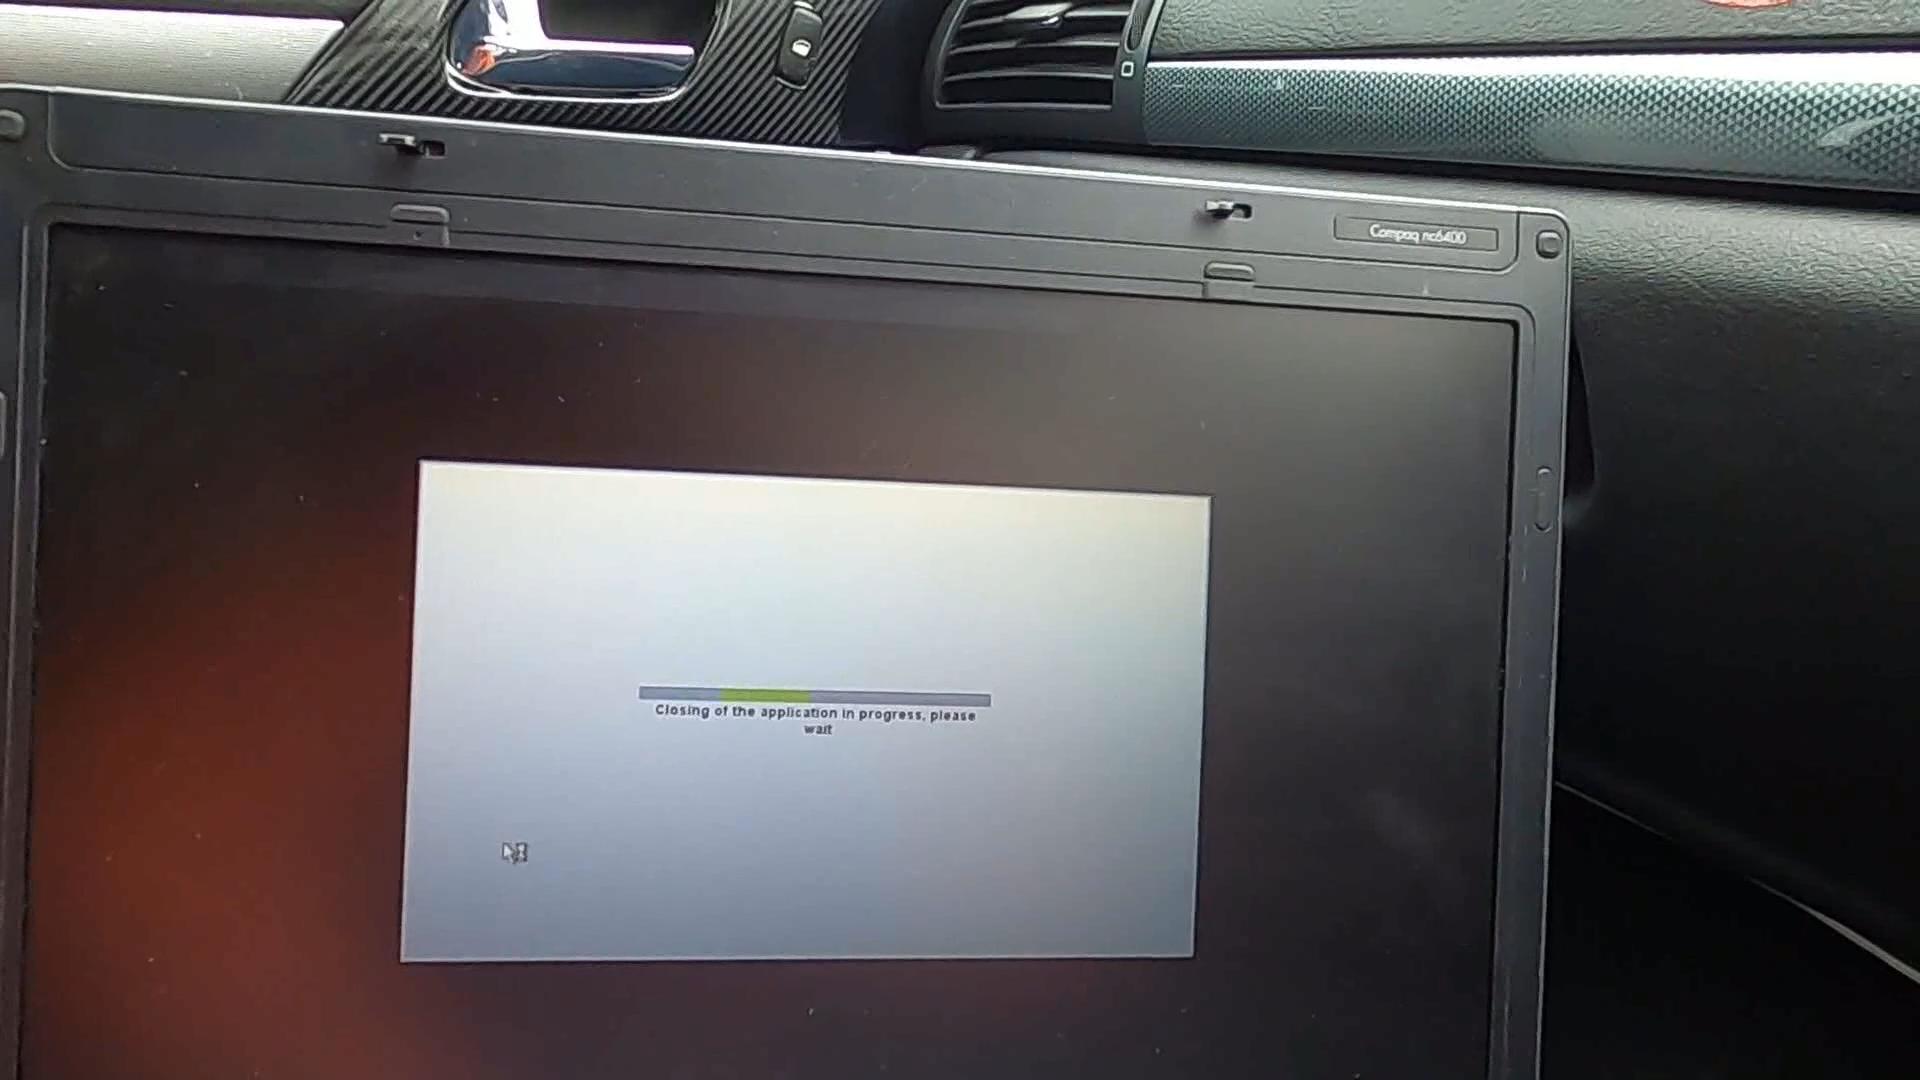 Compaq nc6400
Closing of the application in progress, please
wait